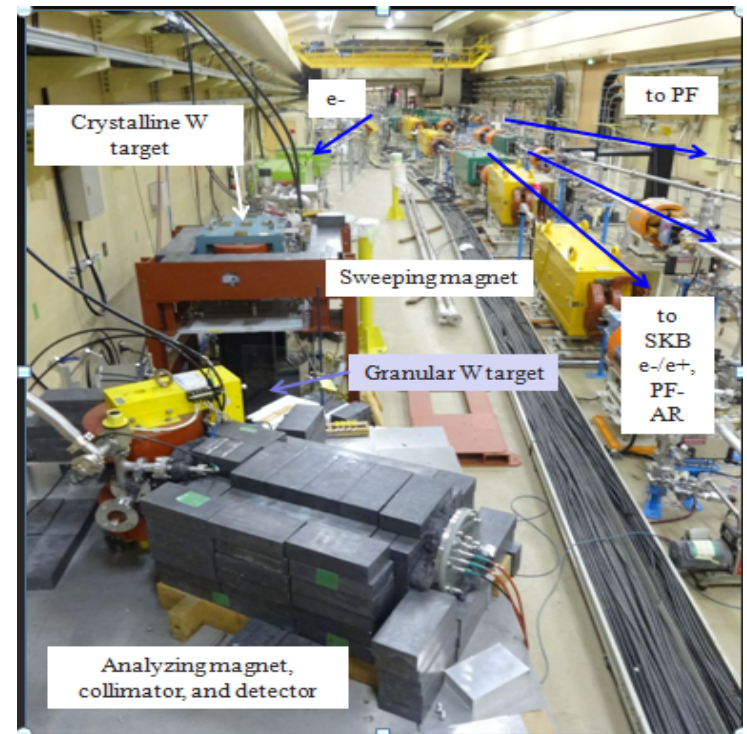 e-
to PF
Crystalline W
target
Sweeping magnet
to
SKB
e-/e+,
PF-
AR
Granular W target
Analyzing magnet,
collimator, and detector